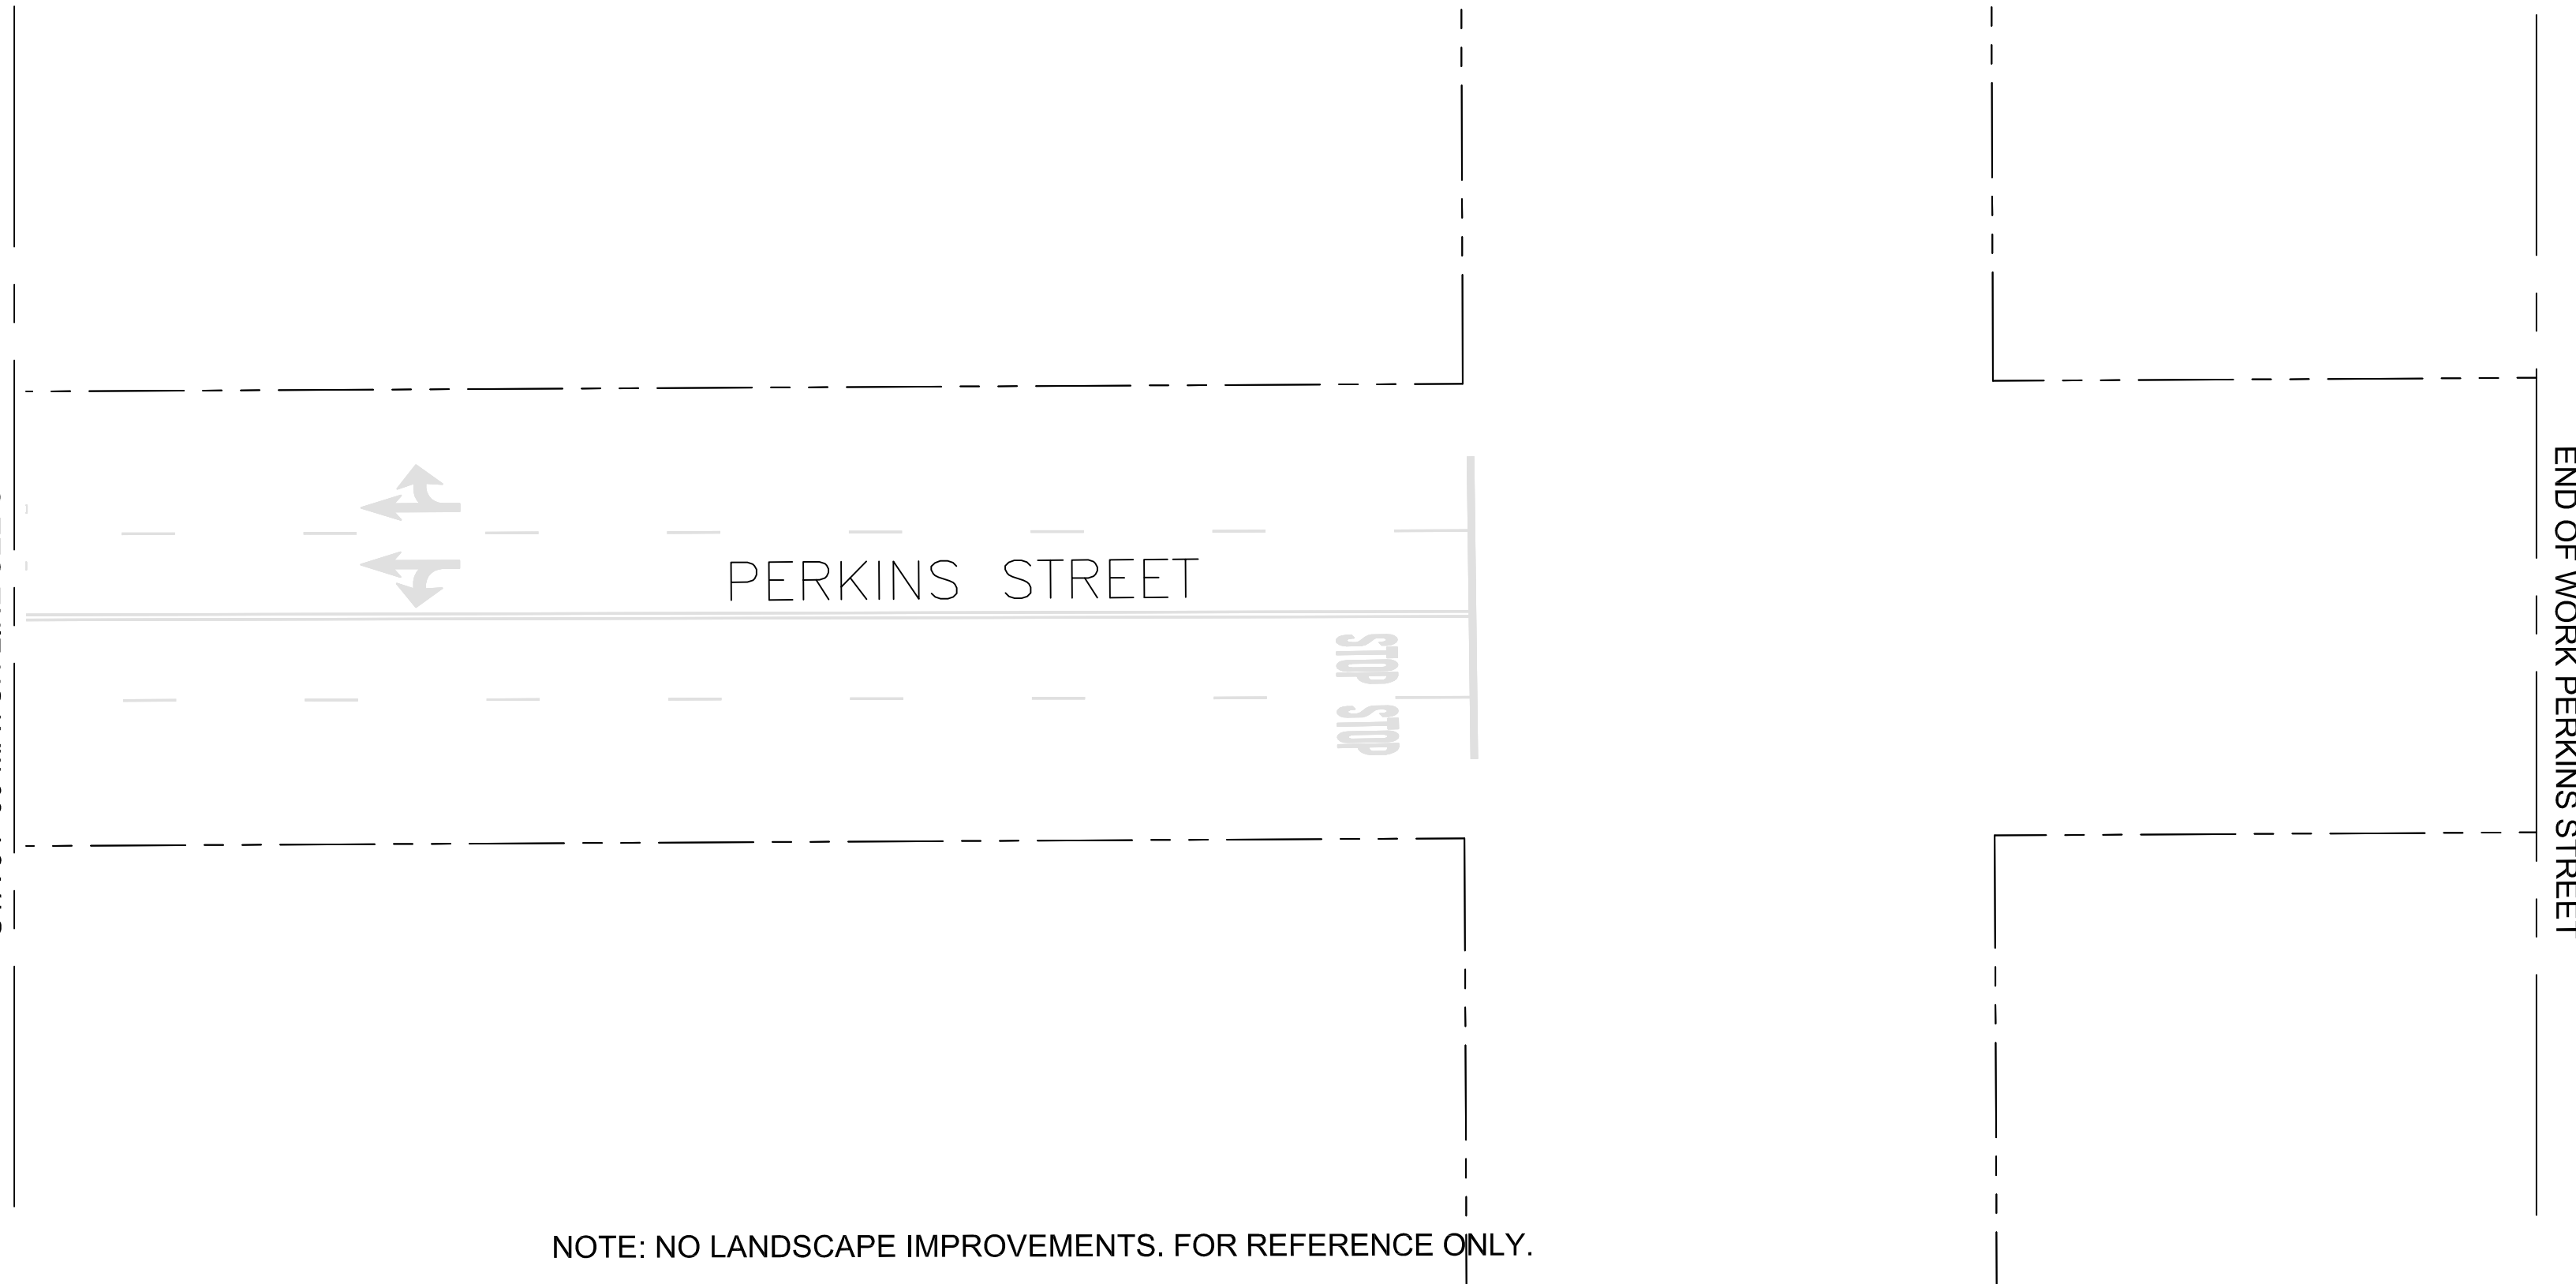 PERKINS STREET
STOP
STOP
END OF WORK PERKINS STREET
NOTE: NO LANDSCAPE IMPROVEMENTS. FOR REFERENCE ONLY.